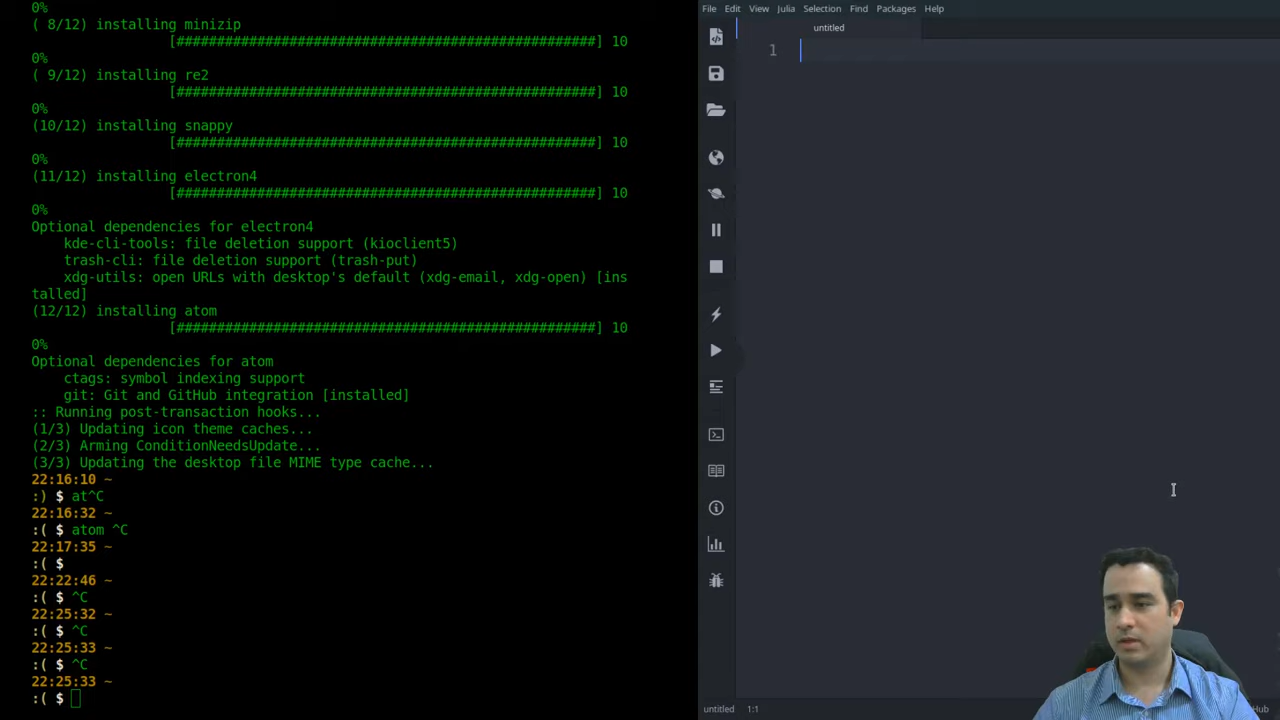 0%
( 8/12) installing minizip
[####################################################] 10
0%
( 9/12) installing re2
[####################################################] 10
0%
(10/12) installing snappy
[####################################################] 10
0%
(11/12) installing electron4
[####################################################] 10
0%
Optional dependencies for electron4
kde-cli-tools: file deletion support (kioclient5)
trash-cli: file deletion support (trash-put)
xdg-utils: open URLs with desktop's default (xdg-email, xdg-open) [ins
talled]
(12/12) installing atom
[####################################################] 10
0%
Optional dependencies for atom
ctags: symbol indexing support
git: Git and GitHub integration [installed]
:: Running post-transaction hooks...
(1/3) Updating icon theme caches...
(2/3) Arming ConditionNeedsUpdate...
(3/3) Updating the desktop file MIME type cache...
22:16:10 ~
:) $ at^C
22:16:32 ~
:( $ atom ^C
22:17:35 ~
:( $
22:22:46 ~
:( $ ^C
22:25:32 ~
:( $ ^C
22:25:33 ~
:( $ ^C
22:25:33 ~
:( $
File Edit View Julia Selection Find Packages Help
untitled
1
untitled 1:1
Hub